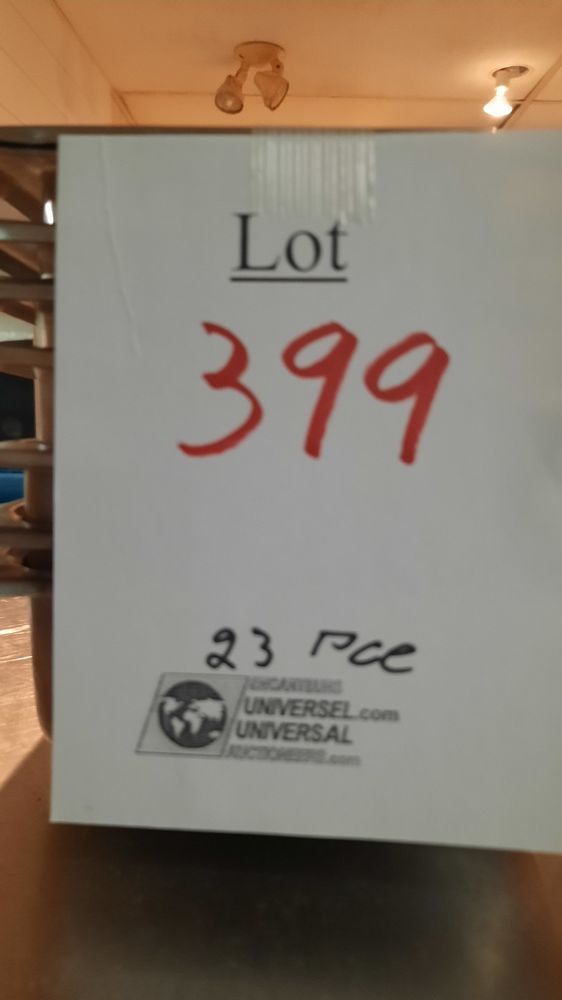 Lot
399
23 Pce
ENCANTEURS
UNIVERSEL.com
UNIVERSAL
AUCTIONEERS.com